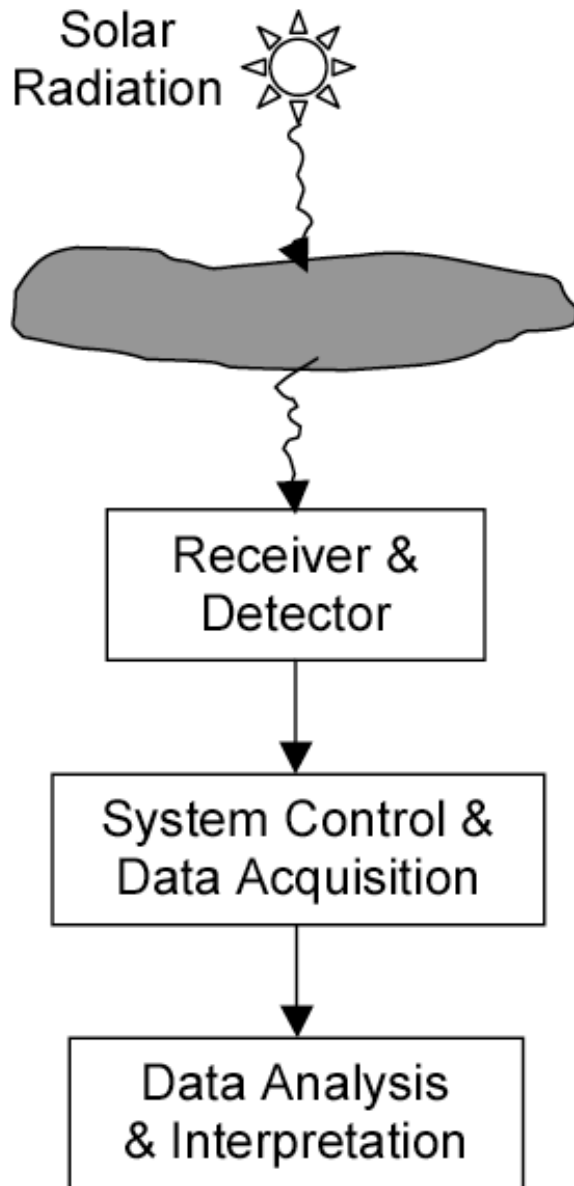 Solar
Radiation
Receiver &
Detector
System Control &
Data Acquisition
Data Analysis
& Interpretation